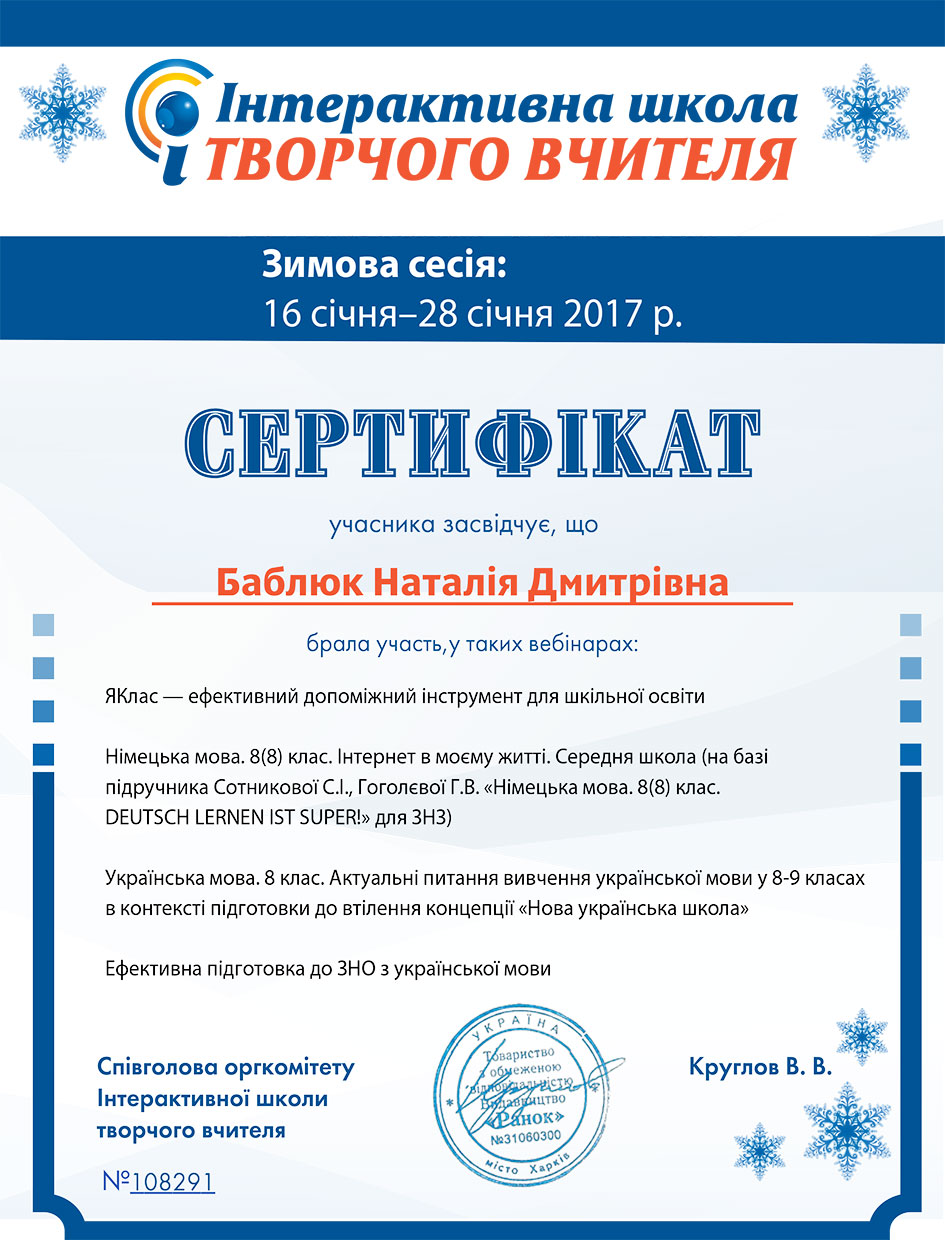 Інтерактивна школа
ТВОРЧОГО ВЧИТЕЛЯ
Зимова сесія:
16 січня–28 січня 2017 р.
СЕРТИФІКАТ
учасника засвідчує, що
Баблюк Наталія Дмитрівна
брала участь,у таких вебінарах:
ЯКлас — ефективний допоміжний інструмент для шкільної освіти
Німецька мова. 8(8) клас. Інтернет в моєму житті. Середня школа (на базі
підручника Сотникової С.І., Гоголєвої Г.В. «Німецька мова. 8(8) клас.
DEUTSCH LERNEN IST SUPER!» для ЗНЗ)
Українська мова. 8 клас. Актуальні питання вивчення української мови у 8-9 класах
в контексті підготовки до втілення концепції «Нова українська школа»
Ефективна підготовка до ЗНО з української мови
Співголова оргкомітету
Інтерактивної школи
творчого вчителя
УКРАЇНА
Товариство
з обмеженою
відповідальністю
Видавництво
«Ранок»
№31060300
місто Харків
Круглов В. В.
№108291